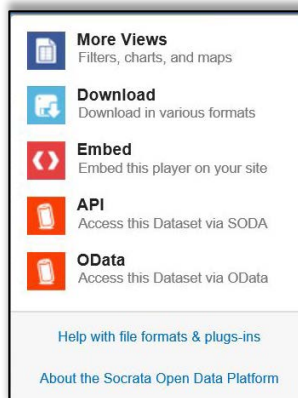 More Views
Filters, charts, and maps
Download
Download in various formats
Embed
Embed this player on your site
API
Access this Dataset via SODA
OData
Access this Dataset via OData
Help with file formats & plugs-ins
About the Socrata Open Data Platform